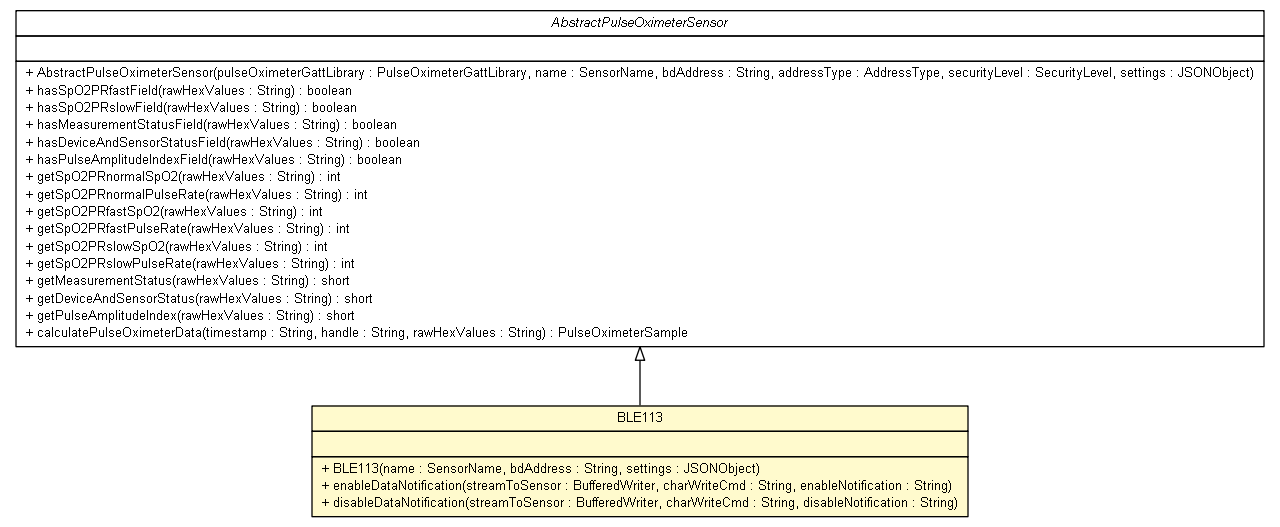 AbstractPulseOximeterSensor
+ AbstractPulseOximeterSensor(pulseOximeterGattLibrary : PulseOximeterGattLibrary, name : SensorName, bdAddress : String, addressType : AddressType, securityLevel : SecurityLevel, settings : JSONObject)
+ hasSpO2PRfastField(rawHexValues : String) : boolean
+ hasSpO2PRslowField(rawHexValues : String) : boolean
+ hasMeasurementStatusField(rawHexValues : String) : boolean
+ hasDeviceAndSensorStatusField(rawHexValues : String) : boolean
+ hasPulseAmplitudeIndexField(rawHexValues : String) : boolean
+ getSpO2PRnormalSpO2(rawHexValues : String) : int
+ getSpO2PRnormalPulseRate(rawHexValues : String) : int
+ getSpO2PRfastSpO2(rawHexValues : String) : int
+ getSpO2PRfastPulseRate(rawHexValues : String) : int
+ getSpO2PRslowSpO2(rawHexValues : String) : int
+ getSpO2PRslowPulseRate(rawHexValues : String) : int
+ getMeasurementStatus(rawHexValues : String) : short
+ getDeviceAndSensorStatus(rawHexValues : String) : short
+ getPulseAmplitudeIndex(rawHexValues : String) : short
+ calculatePulseOximeterData(timestamp : String, handle : String, rawHexValues : String) : PulseOximeterSample
BLE113
+ BLE113(name : SensorName, bdAddress : String, settings : JSONObject)
+ enableDataNotification(streamToSensor : BufferedWriter, charWriteCmd : String, enableNotification : String)
+ disableDataNotification(streamToSensor : BufferedWriter, charWriteCmd : String, disableNotification : String)